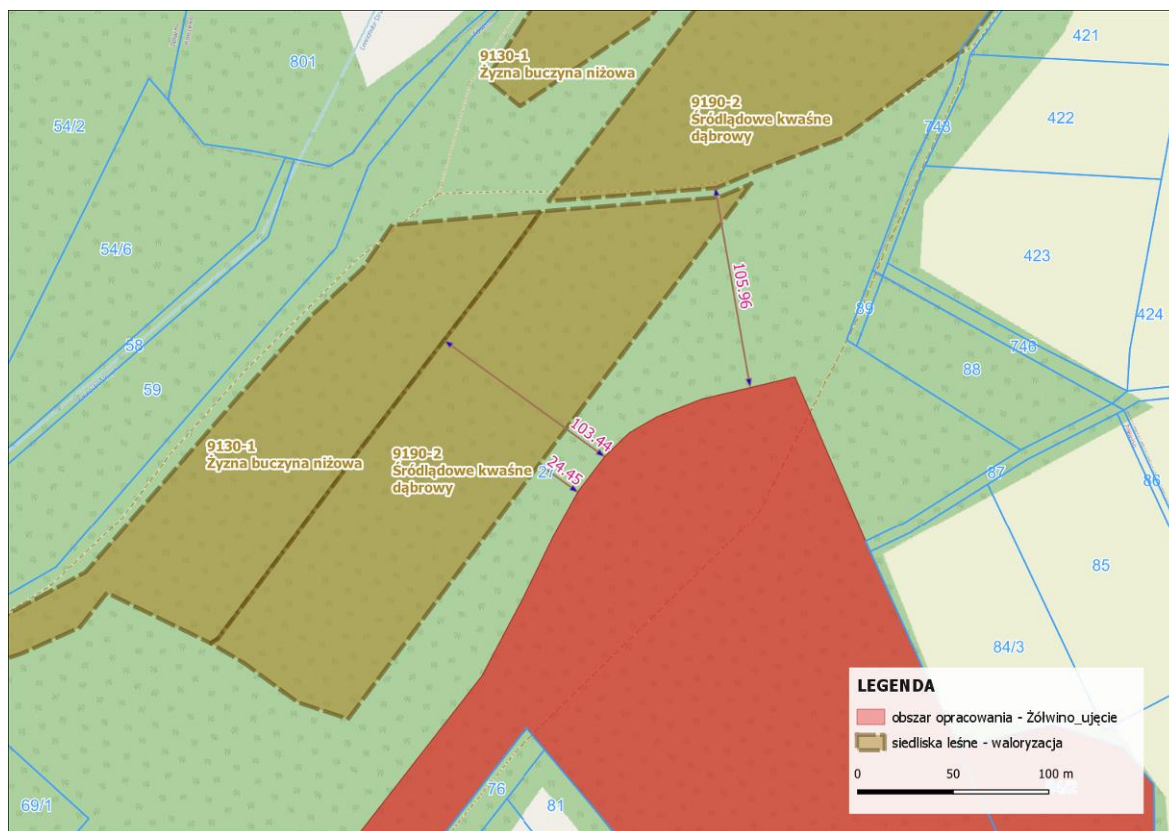 801
54/2
54/6
58
59
9130-1
Żyzna buczyna niżowa
9190-2
Śródlądowe kwaśne
dąbrowy
421
748
422
423
424
105.96
89
746
88
103.44
24.45
9130-1
Żyzna buczyna niżowa
9190-2
Śródlądowe kwaśne
dąbrowy
87
86
85
84/3
76
81
69/1
LEGENDA
obszar opracowania - Żółwino_ujęcie
siedliska leśne - waloryzacja
0 50 100 m